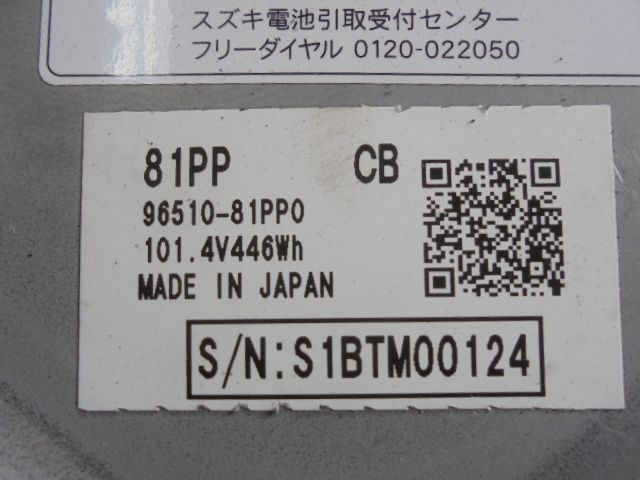 スズキ電池引取受付センター
フリーダイヤル 0120-022050
81PP CB
96510-81PP0
101.4V446Wh
MADE IN JAPAN
S/N:S1BTM00124